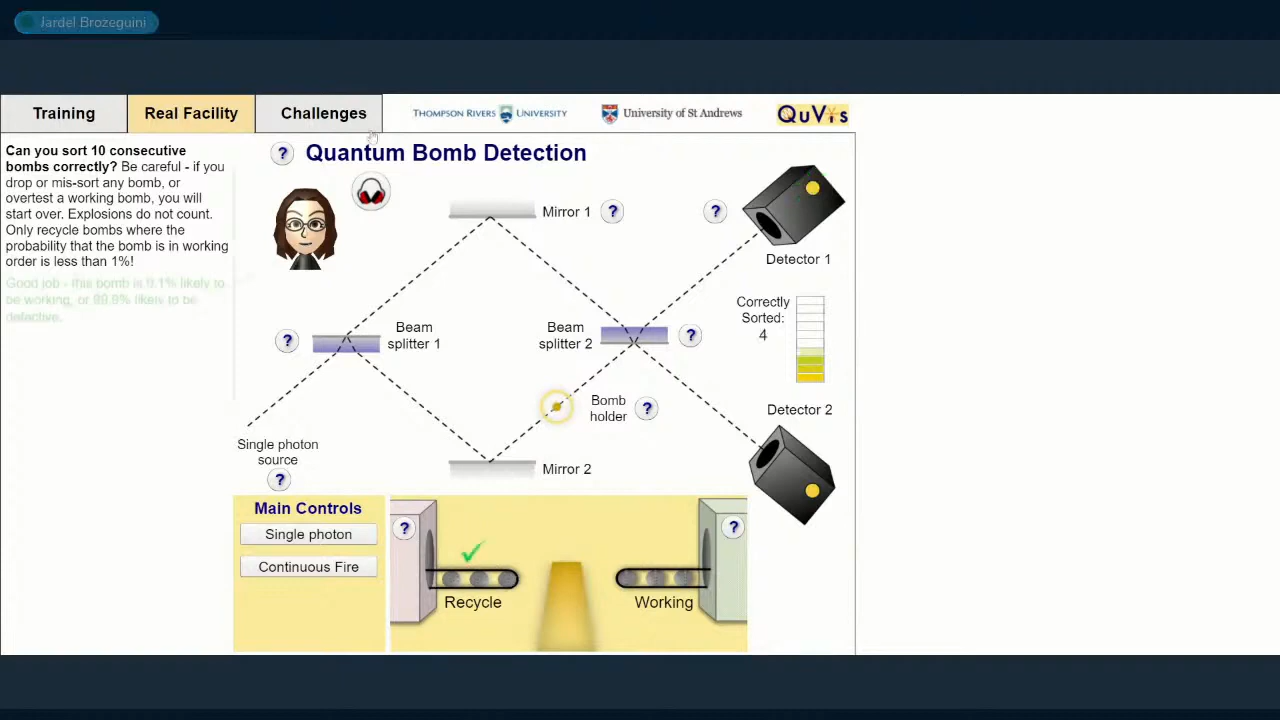 Jardel Brozeguini
Training
Real Facility
Challenges
THOMPSON RIVERS UNIVERSITY
University of St Andrews
QuVis
Can you sort 10 consecutive
bombs correctly? Be careful - if you
drop or mis-sort any bomb, or
overtest a working bomb, you will
start over. Explosions do not count.
Only recycle bombs where the
probability that the bomb is in working
order is less than 1%!
Good job - this bomb is 0.1% likely to
be working, or 99.9% likely to be
defective.
? Quantum Bomb Detection
Mirror 1 ?
?
Detector 1
Correctly
Sorted:
4
?
Beam
splitter 1
Beam
splitter 2
?
Bomb
holder ?
Detector 2
Single photon
source
?
Mirror 2
Main Controls
Single photon
Continuous Fire
?
Recycle
?
Working